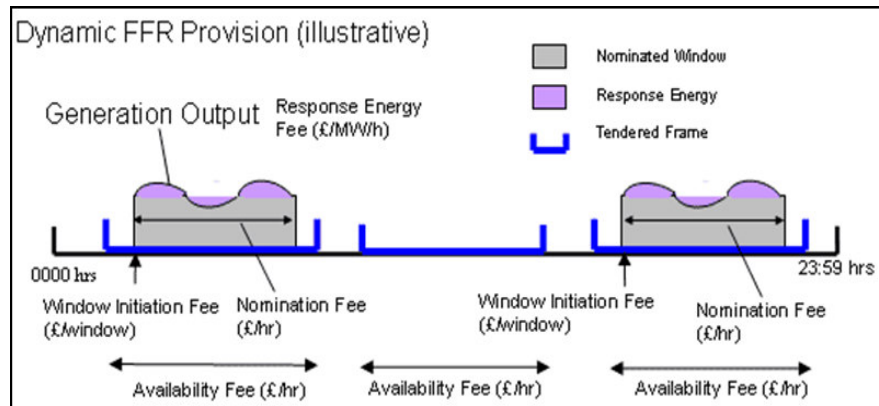 Dynamic FFR Provision (illustrative)
Nominated Window
Response Energy
Tendered Frame
Generation Output
Response Energy
Fee (£/MW/h)
0000 hrs
23:59 hrs
Window Initiation Fee
(£/window)
Nomination Fee
(£/hr)
Window Initiation Fee
(£/window)
Nomination Fee
(£/hr)
Availability Fee (£/hr)
Availability Fee (£/hr)
Availability Fee (£/hr)